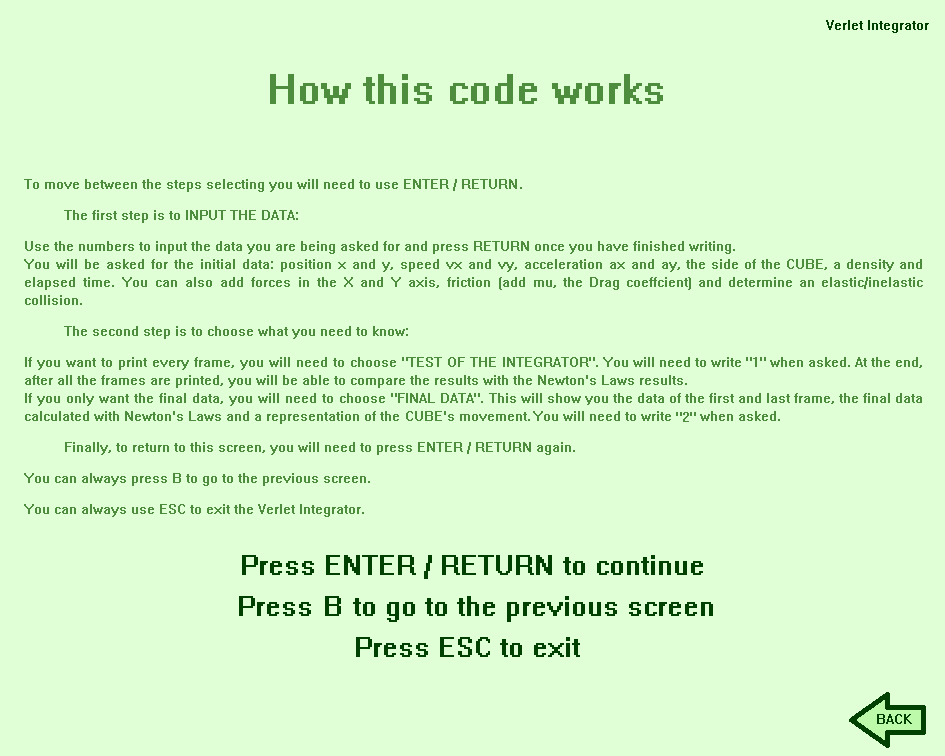 Verlet Integrator
How this code works
To move between the steps selecting you will need to use ENTER / RETURN.
The first step is to INPUT THE DATA:
Use the numbers to input the data you are being asked for and press RETURN once you have finished writing.
You will be asked for the initial data: position x and y, speed vx and vy, acceleration ax and ay, the side of the CUBE, a density and
elapsed time. You can also add forces in the X and Y axis, friction (add mu, the Drag coeffcient) and determine an elastic/inelastic
collision.
The second step is to choose what you need to know:
If you want to print every frame, you will need to choose "TEST OF THE INTEGRATOR". You will need to write "1" when asked. At the end,
after all the frames are printed, you will be able to compare the results with the Newton's Laws results.
If you only want the final data, you will need to choose "FINAL DATA". This will show you the data of the first and last frame, the final data
calculated with Newton's Laws and a representation of the CUBE's movement. You will need to write "2" when asked.
Finally, to return to this screen, you will need to press ENTER / RETURN again.
You can always press B to go to the previous screen.
You can always use ESC to exit the Verlet Integrator.
Press ENTER / RETURN to continue
Press B to go to the previous screen
Press ESC to exit
BACK